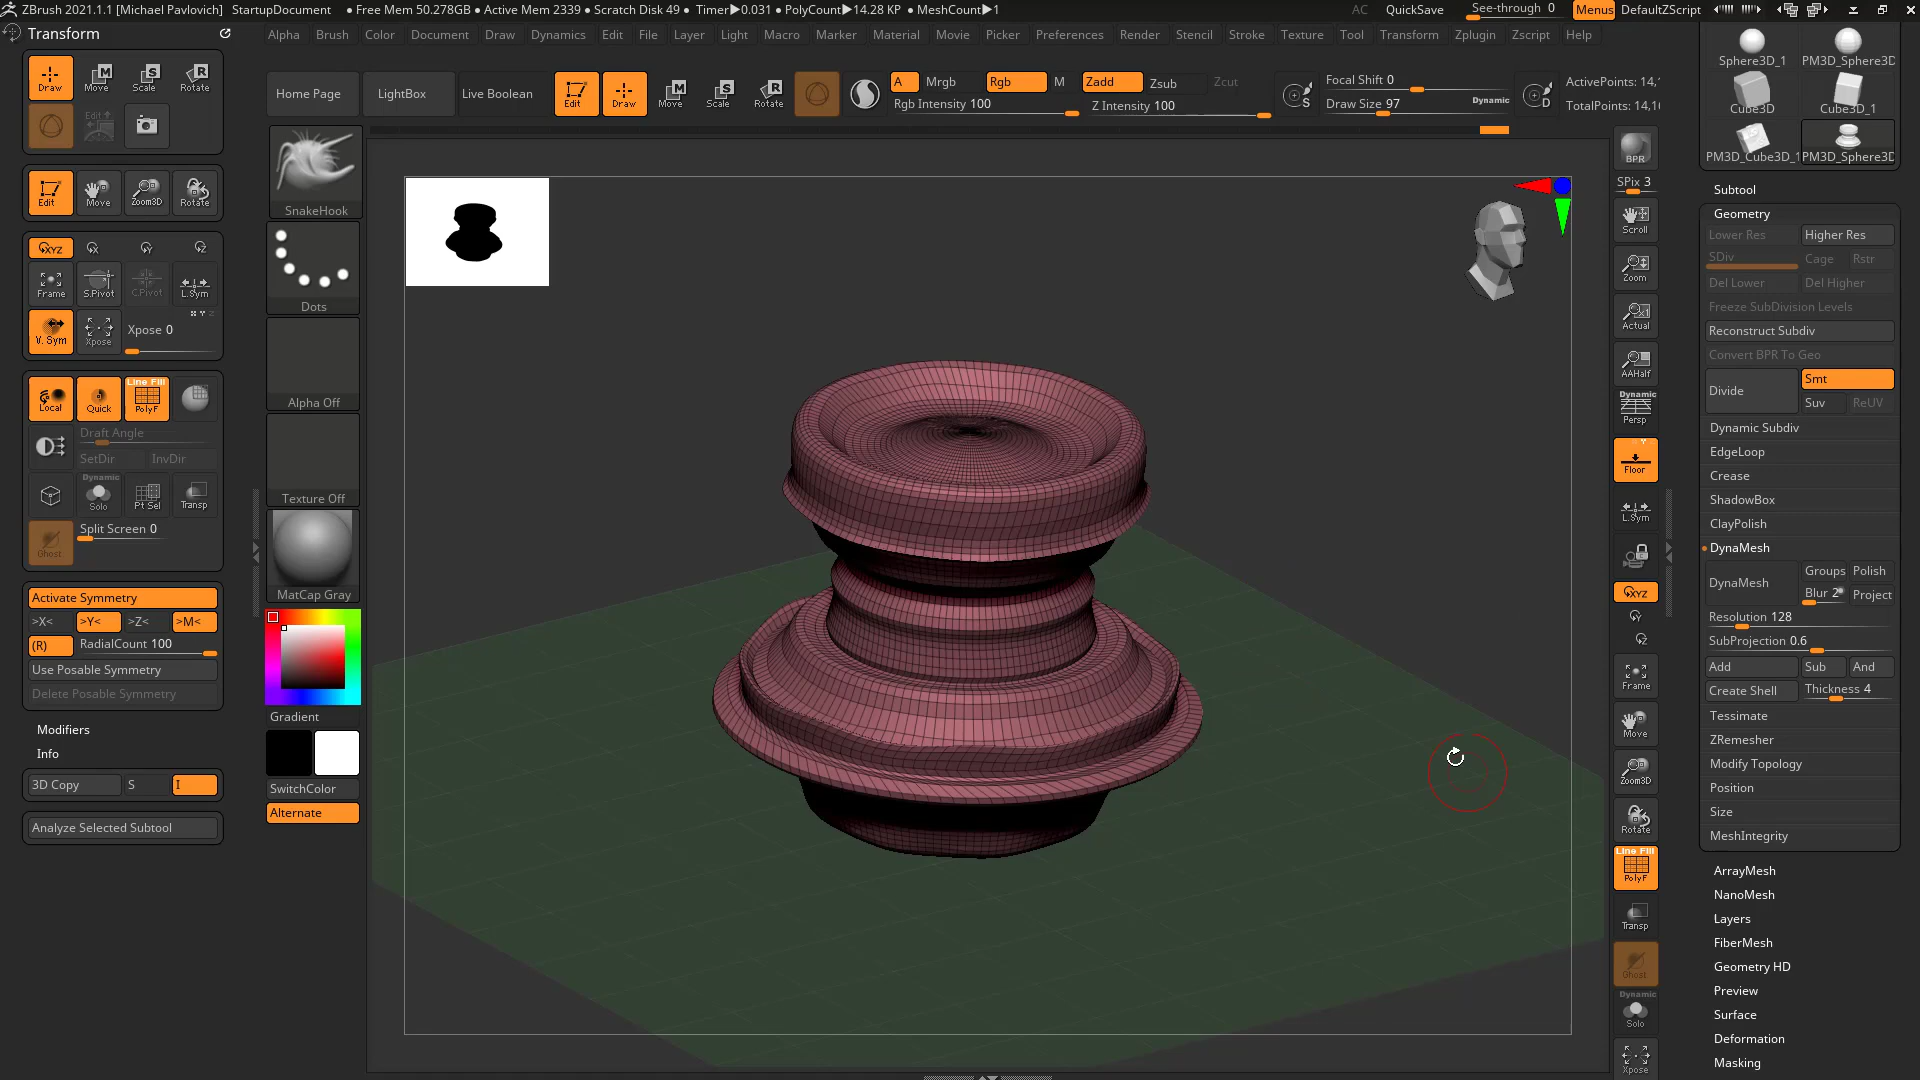 ZBrush 2021.1.1 [Michael Pavlovich] StartupDocument • Free Mem 50.278GB • Active Mem 2339 • Scratch Disk 49 • Timer▶0.031 • PolyCount▶14.28 KP • MeshCount▶1 AC QuickSave See-through 0 Menus DefaultZScript
Transform
Alpha Brush Color Document Draw Dynamics Edit File Layer Light Macro Marker Material Movie Picker Preferences Render Stencil Stroke Texture Tool Transform Zplugin Zscript Help
Draw Move Scale Rotate
Edit
Home Page LightBox Live Boolean
Edit Draw Move Scale Rotate
A Mrgb Rgb M Zadd Zsub Zcut
Rgb Intensity 100 Z Intensity 100
S
Focal Shift 0
Draw Size 97 Dynamic
D
ActivePoints: 14,
TotalPoints: 14,1
Edit Move Zoom3D Rotate
XYZ X Y Z
Frame S.Pivot C.Pivot L.Sym
V. Sym Xpose Xpose 0
Local Quick Line Fill PolyF
Draft Angle
SetDir InvDir
Dynamic
Solo Pt Sel Transp
Ghost Split Screen 0
Activate Symmetry
>X< >Y< >Z< >M<
(R) RadialCount 100
Use Posable Symmetry
Delete Posable Symmetry
Modifiers
Info
3D Copy S I
Analyze Selected Subtool
SnakeHook
Dots
Alpha Off
Texture Off
MatCap Gray
Gradient
SwitchColor
Alternate
BPR
SPix 3
Scroll
Zoom
Actual
AAHalf
Dynamic
Persp
Floor
L.Sym
XYZ
Y
Z
Frame
Move
Zoom3D
Rotate
Line Fill
PolyF
Transp
Ghost
Dynamic
Solo
Xpose
Sphere3D_1 PM3D_Sphere3D
Cube3D Cube3D_1
PM3D_Cube3D_1 PM3D_Sphere3D
Subtool
Geometry
Lower Res Higher Res
SDiv Cage Rstr
Del Lower Del Higher
Freeze SubDivision Levels
Reconstruct Subdiv
Convert BPR To Geo
Divide Smt
Suv ReUV
Dynamic Subdiv
EdgeLoop
Crease
ShadowBox
ClayPolish
DynaMesh
DynaMesh Groups Polish
Blur 2 Project
Resolution 128
SubProjection 0.6
Add Sub And
Create Shell Thickness 4
Tessimate
ZRemesher
Modify Topology
Position
Size
MeshIntegrity
ArrayMesh
NanoMesh
Layers
FiberMesh
Geometry HD
Preview
Surface
Deformation
Masking